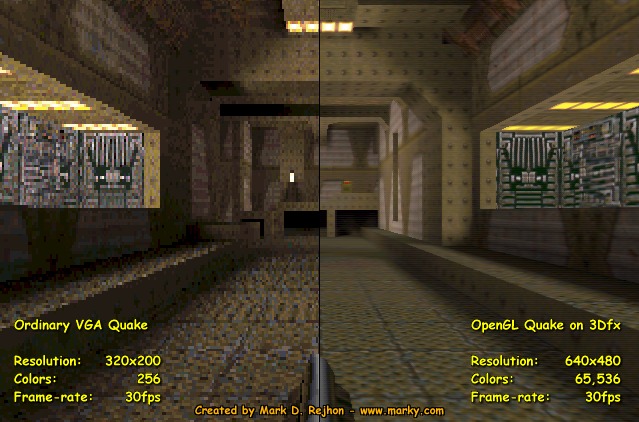 Ordinary VGA Quake
Resolution: 320x200
Colors: 256
Frame-rate: 30fps
OpenGL Quake on 3Dfx
Resolution: 640x480
Colors: 65,536
Frame-rate: 30fps
Created by Mark D. Rejhon - www.marky.com